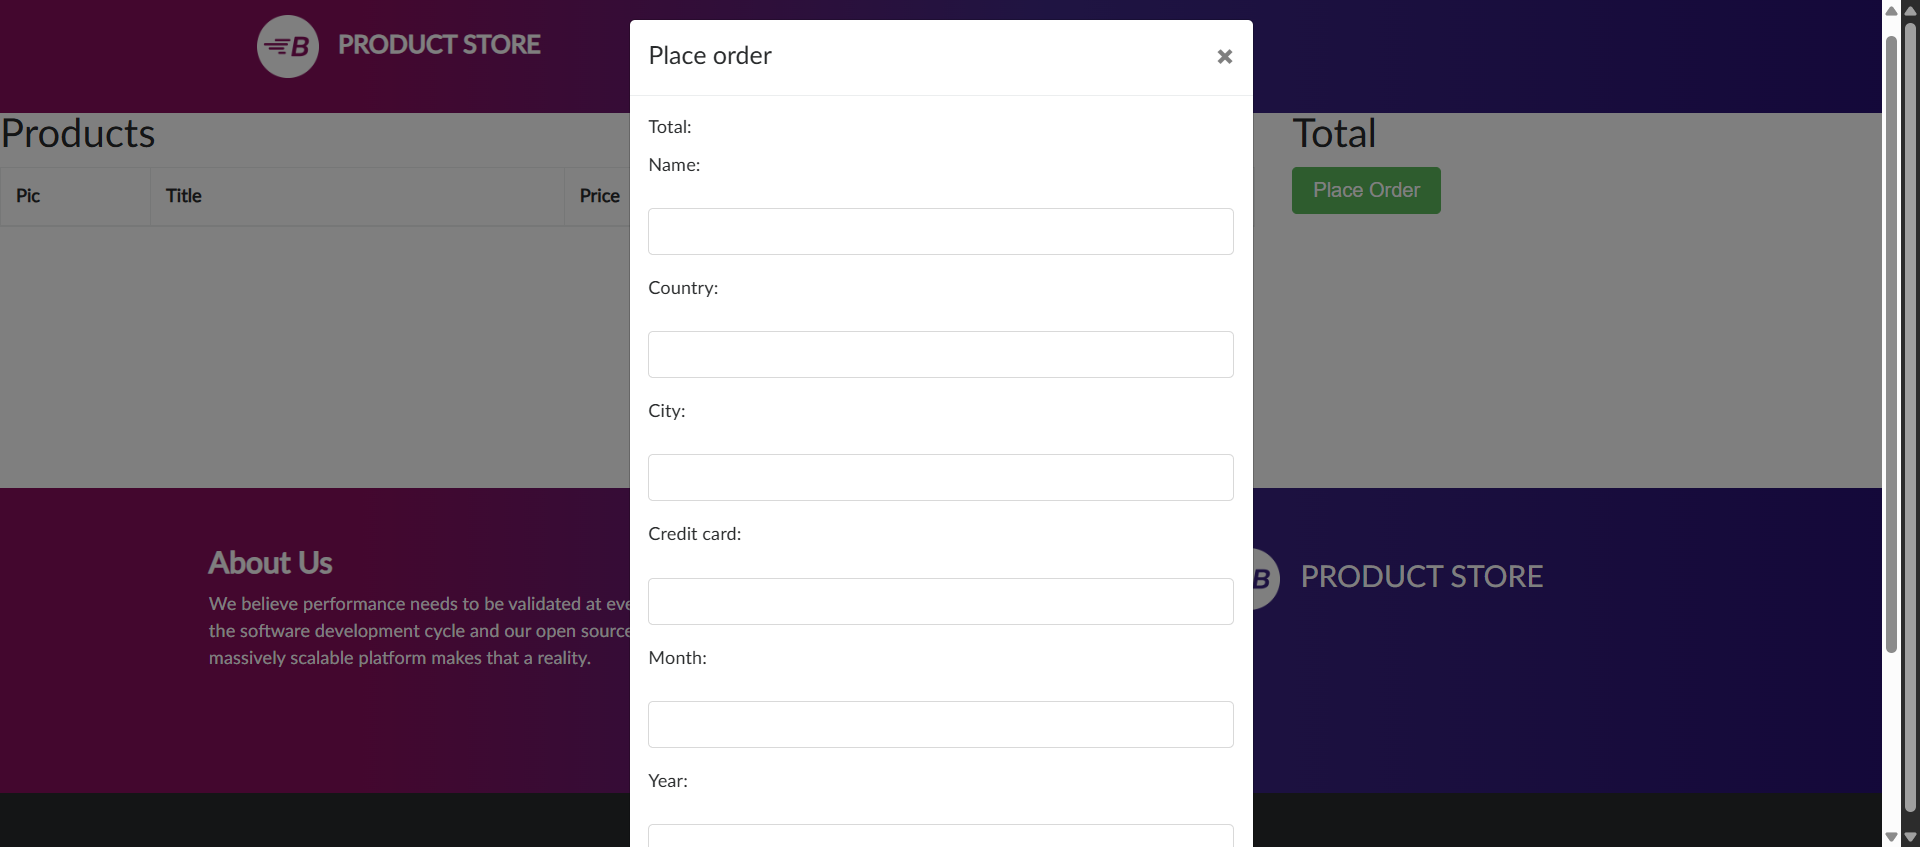 PRODUCT STORE
Products
Pic Title Price
Total
Place Order
Place order
×
Total:
Name:
Country:
City:
Credit card:
Month:
Year:
About Us
We believe performance needs to be validated at eve
the software development cycle and our open source
massively scalable platform makes that a reality.
B PRODUCT STORE